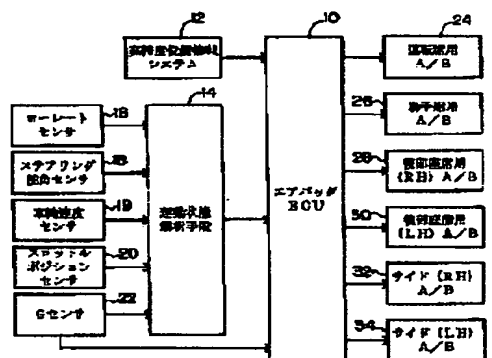 12
高精度位置検出
システム
10
エアバッグ
ECU
14
運動状態
解析手段
18
ヨーレート
センサ
16
ステアリング
舵角センサ
19
車輪速度
センサ
20
スロットル
ポジション
センサ
22
Gセンサ
24
運転席用
A/B
26
助手席用
A/B
28
後部座席用
(RH) A/B
30
後部座席用
(LH) A/B
32
サイド (RH)
A/B
34
サイド (LH)
A/B